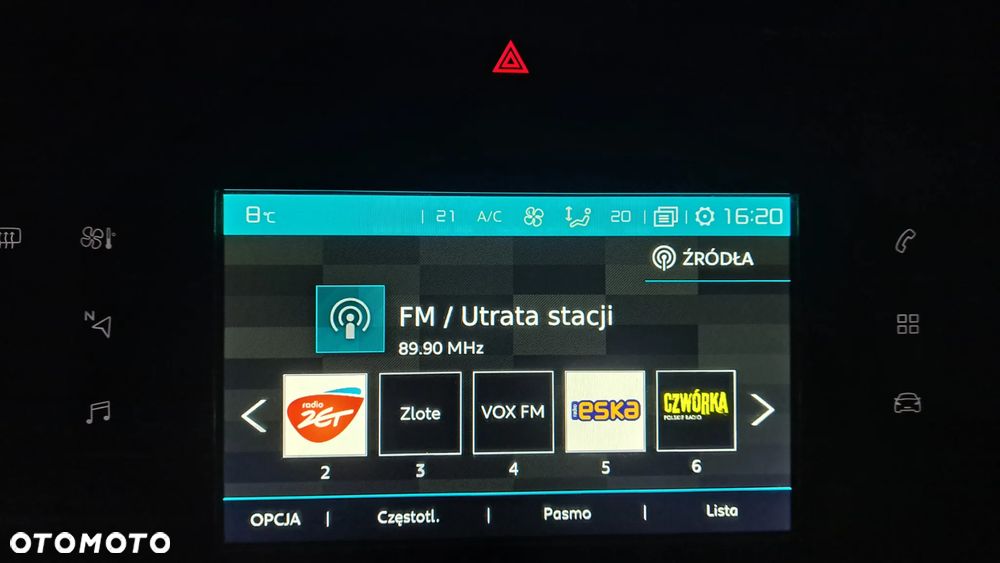 8°C 21 A/C 20 16:20
ŹRÓDŁA
N
FM / Utrata stacji
89.90 MHz
radio ZET
Zlote
VOX FM
radio eska
CZWÓRKA
POLSKIE RADIO
2 3 4 5 6
OPCJA | Częstotl. | Pasmo | Lista
OTOMOTO